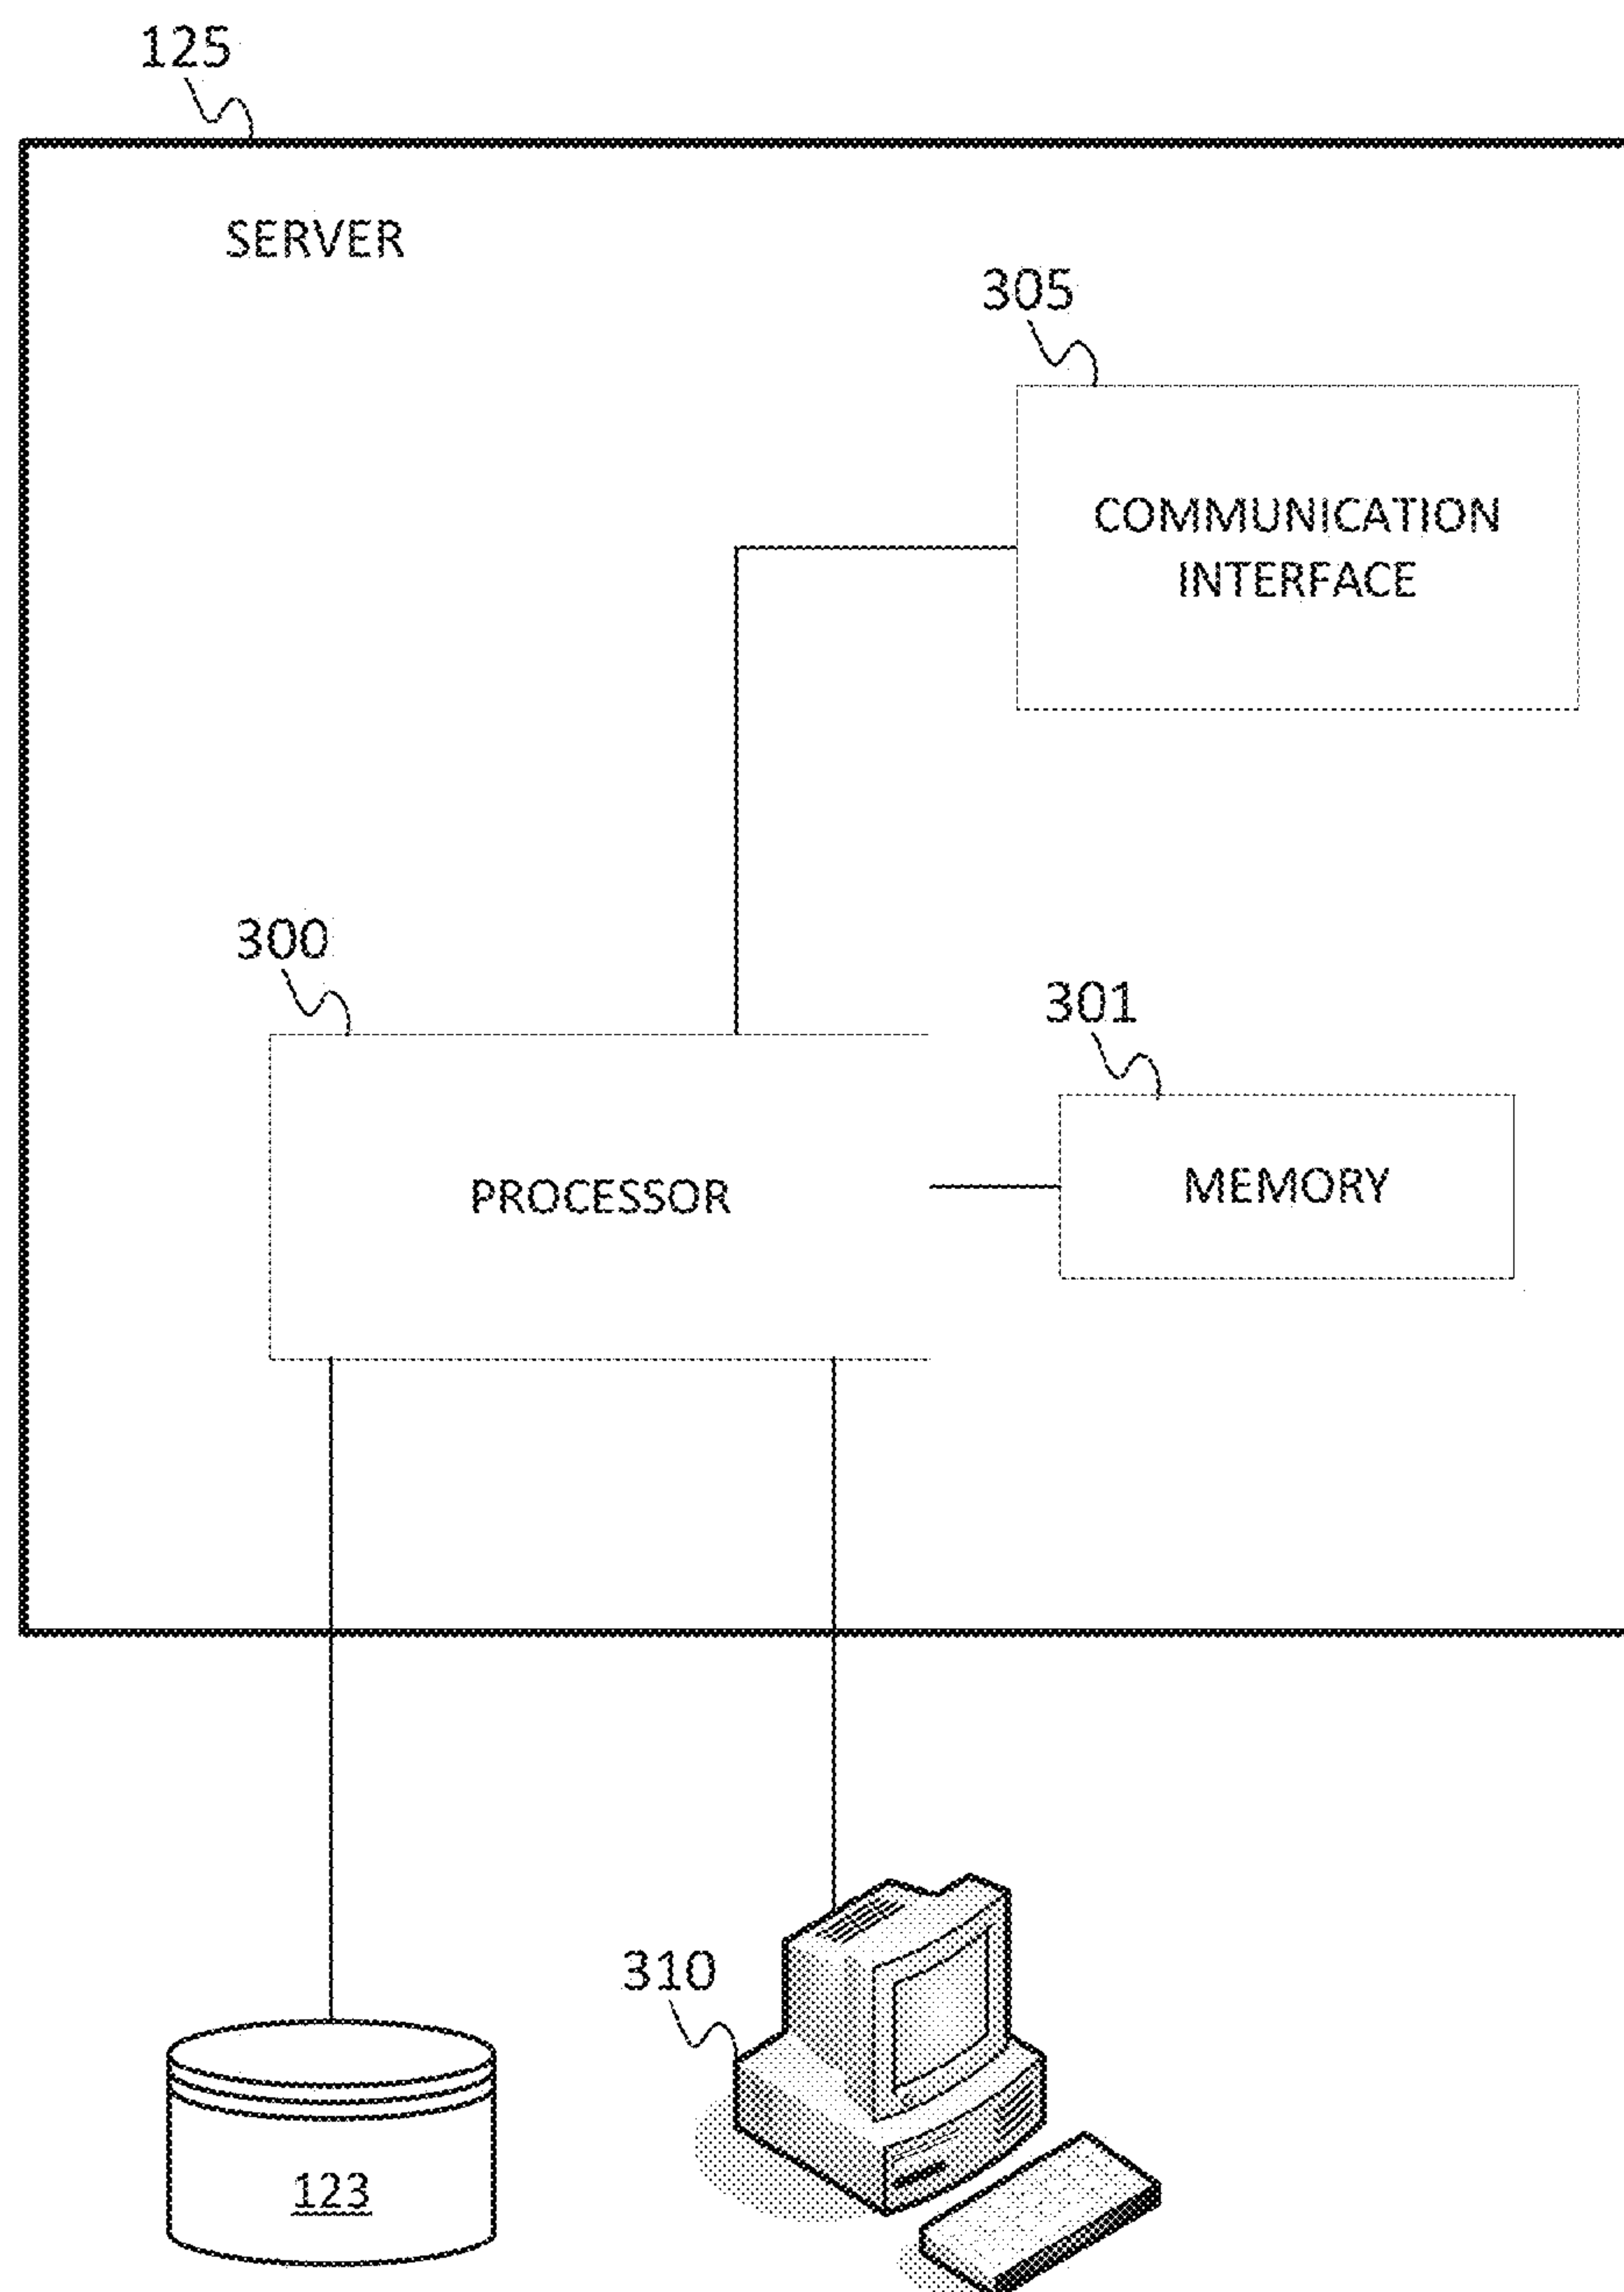 125
SERVER
305
COMMUNICATION
INTERFACE
300
301
PROCESSOR
MEMORY
310
123